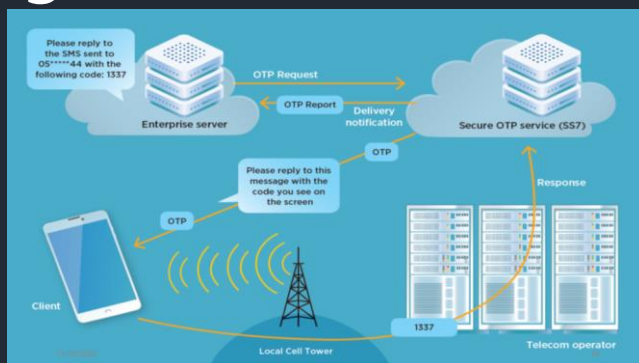 Please reply to
the SMS sent to
05*****44 with the
following code: 1337
Enterprise server
OTP Request
OTP Report
Delivery
notification
Secure OTP service (SS7)
OTP
Please reply to this
message with the
code you see on
the screen
OTP
Response
Client
1337
Local Cell Tower
Telecom operator